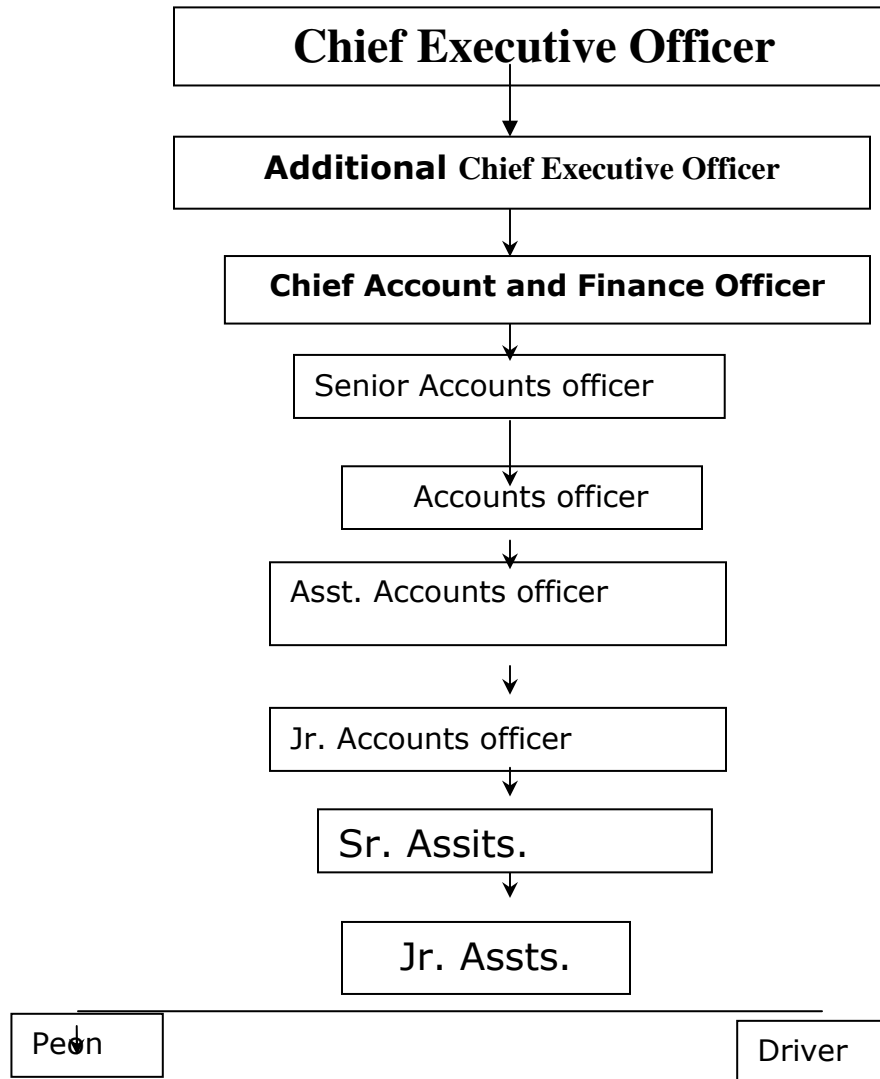 Chief Executive Officer
Additional Chief Executive Officer
Chief Account and Finance Officer
Senior Accounts officer
Accounts officer
Asst. Accounts officer
Jr. Accounts officer
Sr. Assits.
Jr. Assts.
Peon
Driver